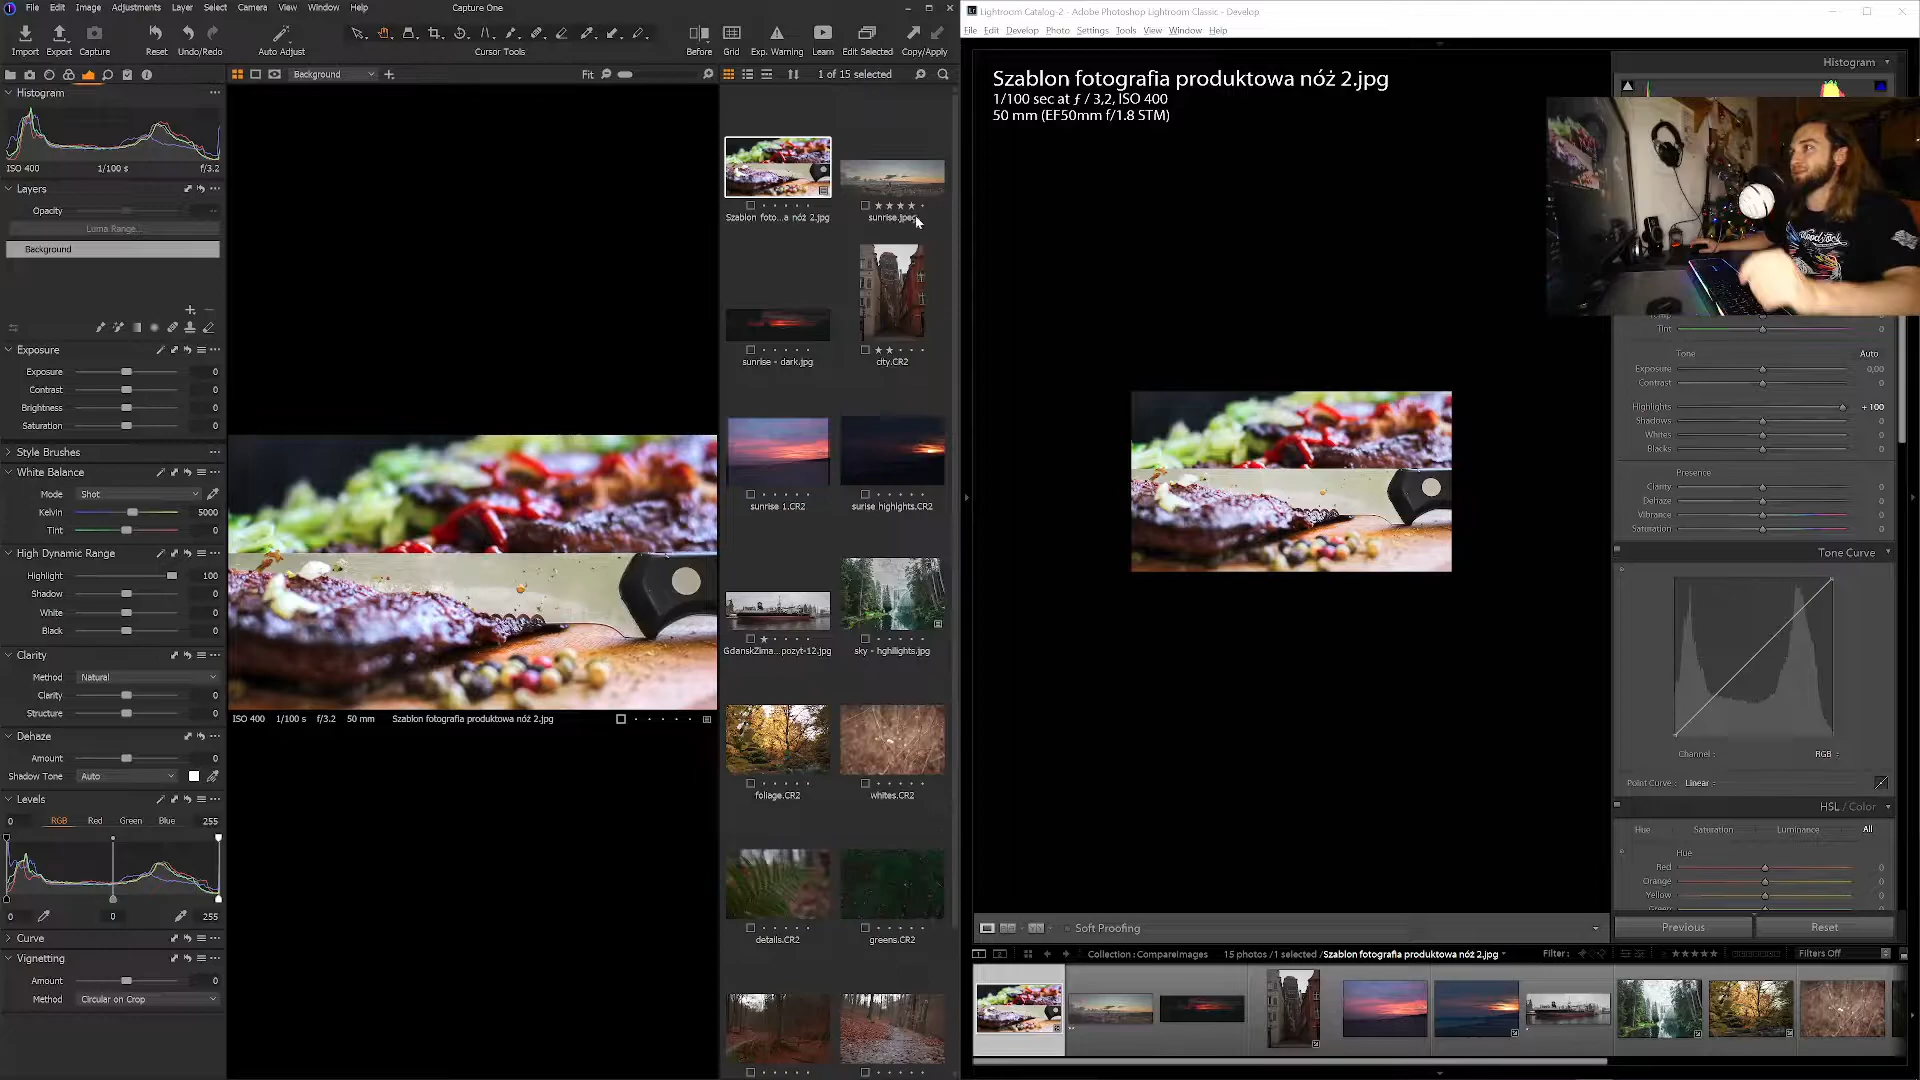 File Edit Image Adjustments Layer Select Camera View Window Help
Capture One
Import Export Capture Reset Undo/Redo Auto Adjust Cursor Tools Before Grid Exp. Warning Learn Edit Selected Copy/Apply
Background
Fit
1 of 15 selected
Histogram
ISO 400 1/100 s f/3.2
Layers
Opacity
Luma Range...
Background
Exposure
Exposure 0
Contrast 0
Brightness 0
Saturation 0
Style Brushes
White Balance
Mode Shot
Kelvin 5000
Tint 0
High Dynamic Range
Highlight 100
Shadow 0
White 0
Black 0
Clarity
Method Natural
Clarity 0
Structure 0
Dehaze
Amount 0
Shadow Tone Auto
Levels
0 RGB Red Green Blue 255
0 0 255
Curve
Vignetting
Amount 0
Method Circular on Crop
ISO 400 1/100 s f/3.2 50 mm Szablon fotografia produktowa nóż 2.jpg
Szablon foto...a nóż 2.jpg
sunrise.jpeg
sunrise - dark.jpg
city.CR2
sunrise 1.CR2
surise highlights.CR2
GdanskZima...pozyt-12.jpg
sky - hghilights.jpg
foliage.CR2
whites.CR2
details.CR2
greens.CR2
Lightroom Catalog-2 - Adobe Photoshop Lightroom Classic - Develop
File Edit Develop Photo Settings Tools View Window Help
Szablon fotografia produktowa nóż 2.jpg
1/100 sec at ƒ / 3,2, ISO 400
50 mm (EF50mm f/1.8 STM)
Histogram
Woodstock
Temp
Tint 0
Tone Auto
Exposure 0,00
Contrast 0
Highlights + 100
Shadows 0
Whites 0
Blacks 0
Presence
Clarity 0
Dehaze 0
Vibrance 0
Saturation 0
Tone Curve
Channel : RGB
Point Curve : Linear
HSL / Color
Hue Saturation Luminance All
Hue
Red 0
Orange 0
Yellow 0
Green 0
Previous Reset
Soft Proofing
1 2 Collection: CompareImages 15 photos /1 selected /Szablon fotografia produktowa nóż 2.jpg
Filter : Filters Off